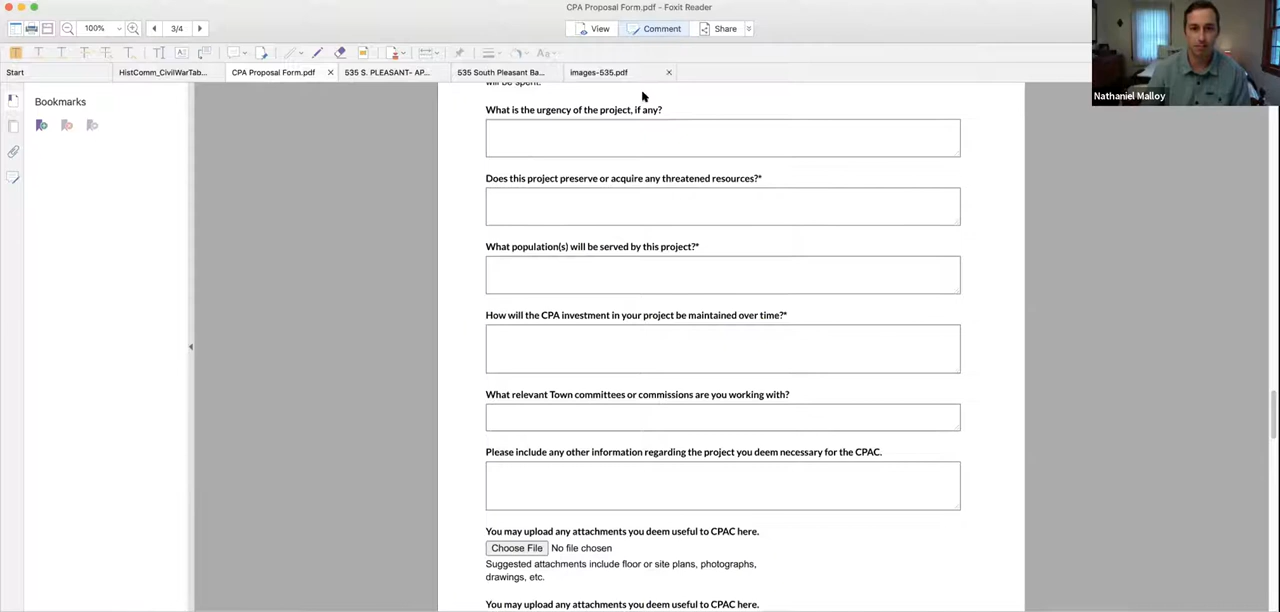 CPA Proposal Form.pdf - Foxit Reader
100%
3/4
View
Comment
Share
Start
HistComm_CivilWarTab...
CPA Proposal Form.pdf
535 S. PLEASANT- AP...
535 South Pleasant Ba...
images-535.pdf
Nathaniel Malloy
Bookmarks
will be spent.
What is the urgency of the project, if any?
Does this project preserve or acquire any threatened resources?*
What population(s) will be served by this project?*
How will the CPA investment in your project be maintained over time?*
What relevant Town committees or commissions are you working with?
Please include any other information regarding the project you deem necessary for the CPAC.
You may upload any attachments you deem useful to CPAC here.
Choose File No file chosen
Suggested attachments include floor or site plans, photographs,
drawings, etc.
You may upload any attachments you deem useful to CPAC here.